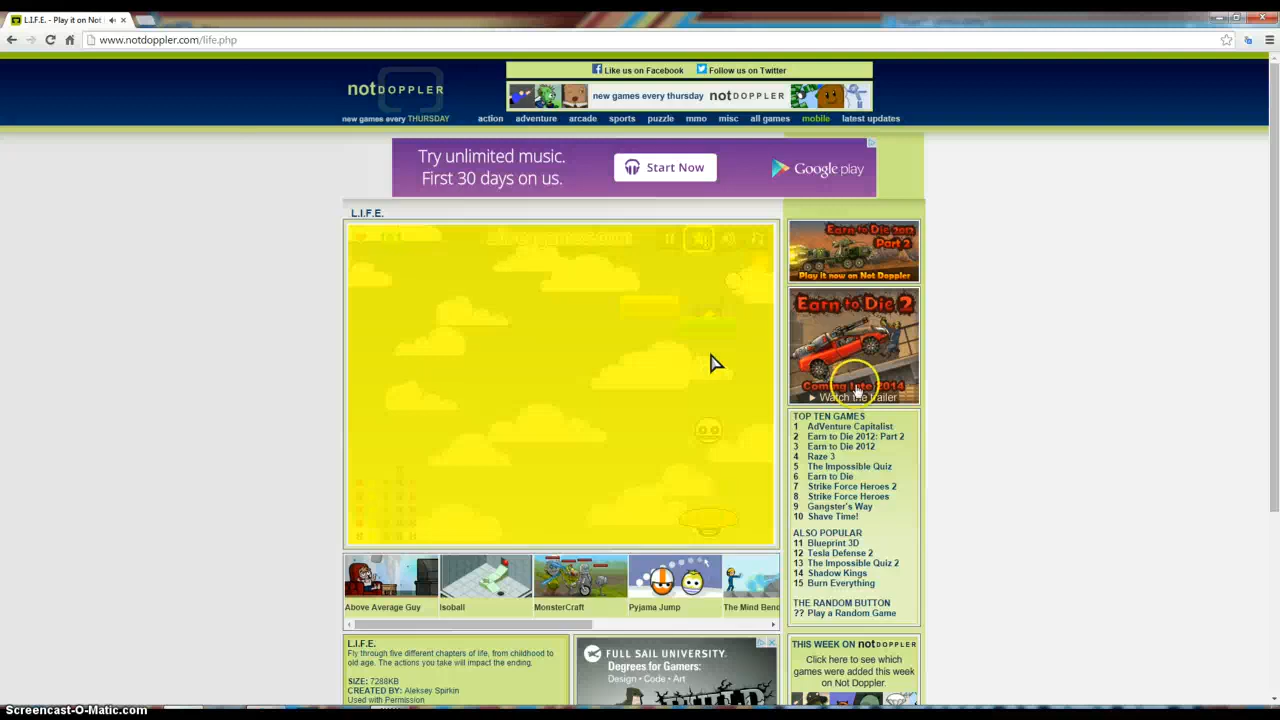 L.I.F.E. - Play it on Not
www.notdoppler.com/life.php
Like us on Facebook
Follow us on Twitter
notDOPPLER
new games every thursday notDOPPLER
new games every THURSDAY
action adventure arcade sports puzzle mmo misc all games mobile latest updates
Try unlimited music.
First 30 days on us.
Start Now
Google play
L.I.F.E.
Earn to Die 2012
Part 2
Play it now on Not Doppler
Earn to Die 2
Coming late 2014
Watch the trailer
TOP TEN GAMES
1 AdVenture Capitalist
2 Earn to Die 2012: Part 2
3 Earn to Die 2012
4 Raze 3
5 The Impossible Quiz
6 Earn to Die
7 Strike Force Heroes 2
8 Strike Force Heroes
9 Gangster's Way
10 Shave Time!
ALSO POPULAR
11 Blueprint 3D
12 Tesla Defense 2
13 The Impossible Quiz 2
14 Shadow Kings
15 Burn Everything
THE RANDOM BUTTON
?? Play a Random Game
Above Average Guy
Isoball
MonsterCraft
Pyjama Jump
The Mind Bend
L.I.F.E.
Fly through five different chapters of life, from childhood to
old age. The actions you take will impact the ending.
SIZE: 7288KB
CREATED BY: Aleksey Spirkin
Used with Permission
FULL SAIL UNIVERSITY.
Degrees for Gamers:
Design • Code • Art
THIS WEEK ON notDOPPLER
Click here to see which
games were added this week
on Not Doppler.
Screencast-O-Matic.com